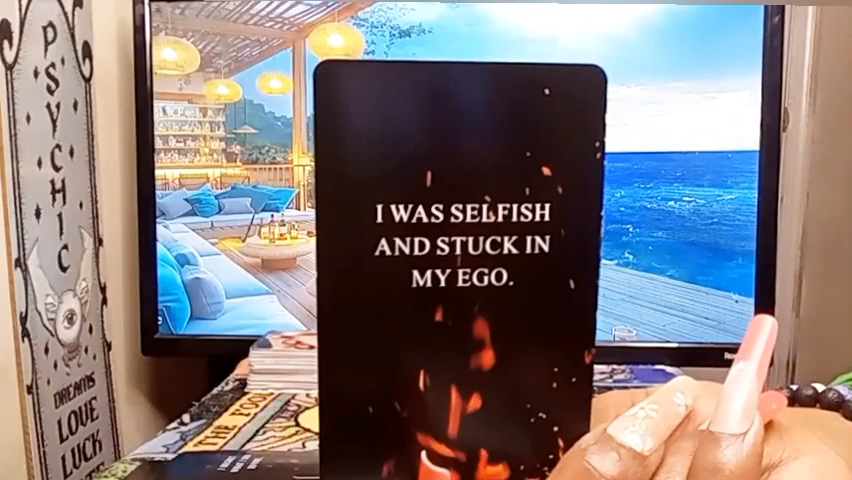 PSYCHIC
DREAMS
LOVE
LUCK
I WAS SELFISH
AND STUCK IN
MY EGO.
THE FOOL